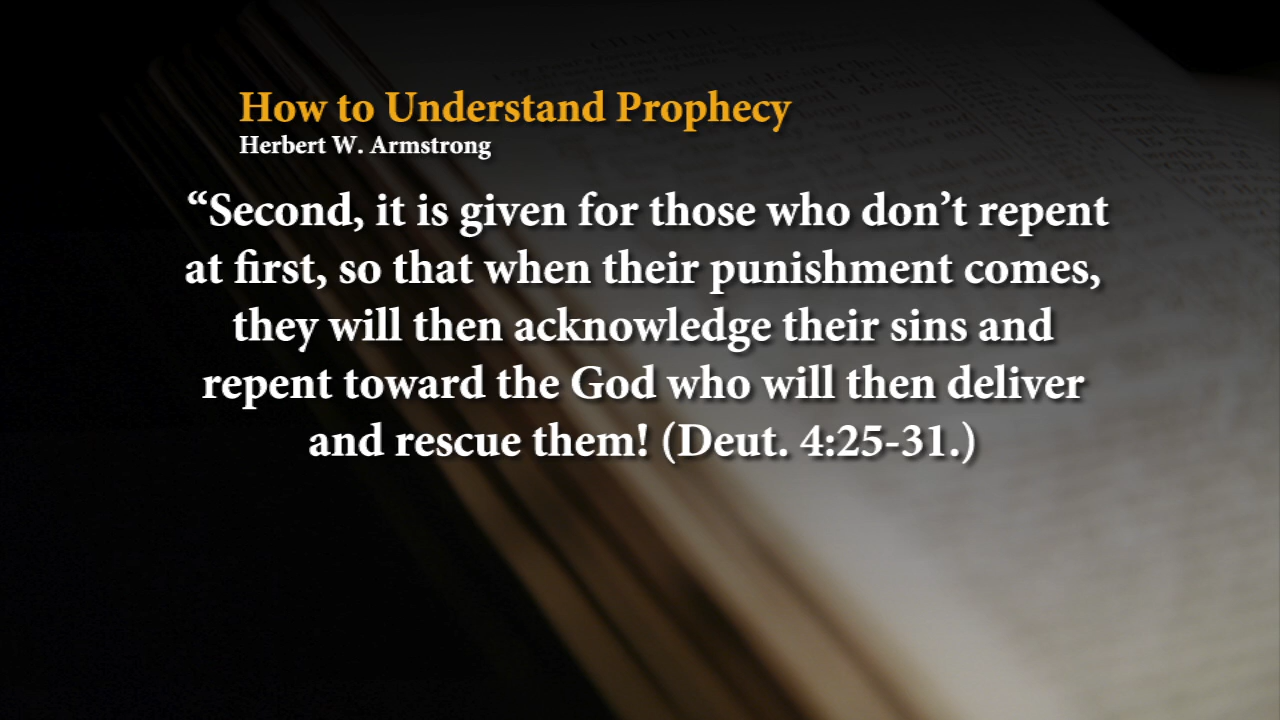 How to Understand Prophecy
Herbert W. Armstrong
“Second, it is given for those who don’t repent
at first, so that when their punishment comes,
they will then acknowledge their sins and
repent toward the God who will then deliver
and rescue them! (Deut. 4:25-31.)